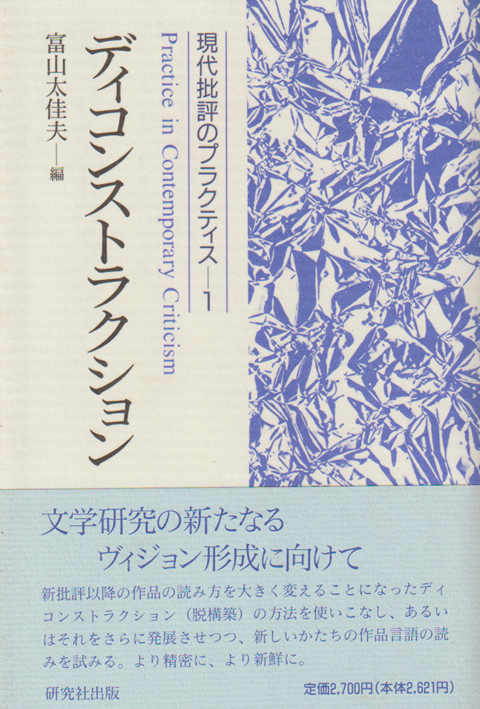 現代批評のプラクティス—1
Practice in Contemporary Criticism
ディコンストラクション
富山太佳夫—編
文学研究の新たなる
ヴィジョン形成に向けて
新批評以降の作品の読み方を大きく変えることになったディ
コンストラクション（脱構築）の方法を使いこなし、あるい
はそれをさらに発展させつつ、新しいかたちの作品言語の読
みを試みる。より精密に、より新鮮に。
研究社出版
定価2,700円（本体2,621円）